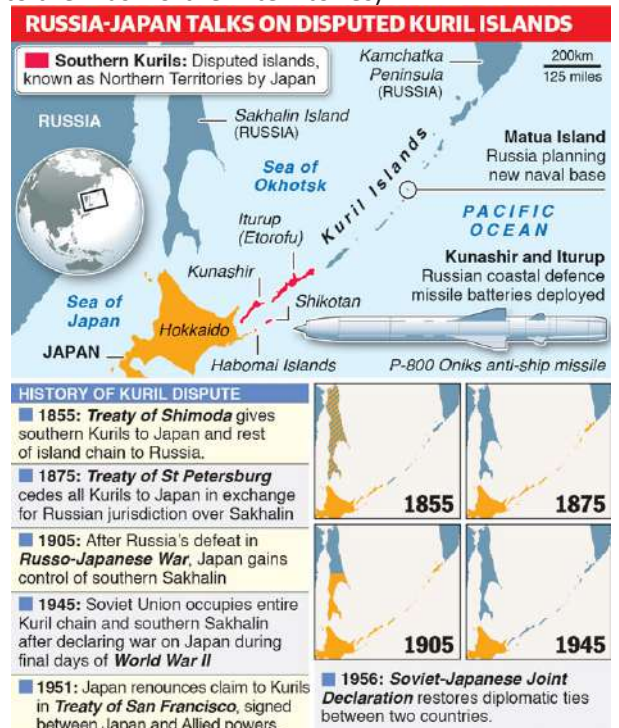 RUSSIA-JAPAN TALKS ON DISPUTED KURIL ISLANDS
Southern Kurils: Disputed islands,
known as Northern Territories by Japan
Kamchatka
Peninsula
(RUSSIA)
200km
125 miles
RUSSIA
Sakhalin Island
(RUSSIA)
Sea of
Okhotsk
Kuril Islands
Matua Island
Russia planning
new naval base
PACIFIC
OCEAN
Iturup
(Etorofu)
Kunashir
Kunashir and Iturup
Russian coastal defence
missile batteries deployed
Sea of
Japan
Shikotan
Hokkaido
JAPAN
Habomai Islands
P-800 Oniks anti-ship missile
HISTORY OF KURIL DISPUTE
1855: Treaty of Shimoda gives
southern Kurils to Japan and rest
of island chain to Russia.
1875: Treaty of St Petersburg
cedes all Kurils to Japan in exchange
for Russian jurisdiction over Sakhalin
1905: After Russia's defeat in
Russo-Japanese War, Japan gains
control of southern Sakhalin
1945: Soviet Union occupies entire
Kuril chain and southern Sakhalin
after declaring war on Japan during
final days of World War II
1951: Japan renounces claim to Kurils
in Treaty of San Francisco, signed
between Japan and Allied powers
1855
1875
1905
1945
1956: Soviet-Japanese Joint
Declaration restores diplomatic ties
between two countries.